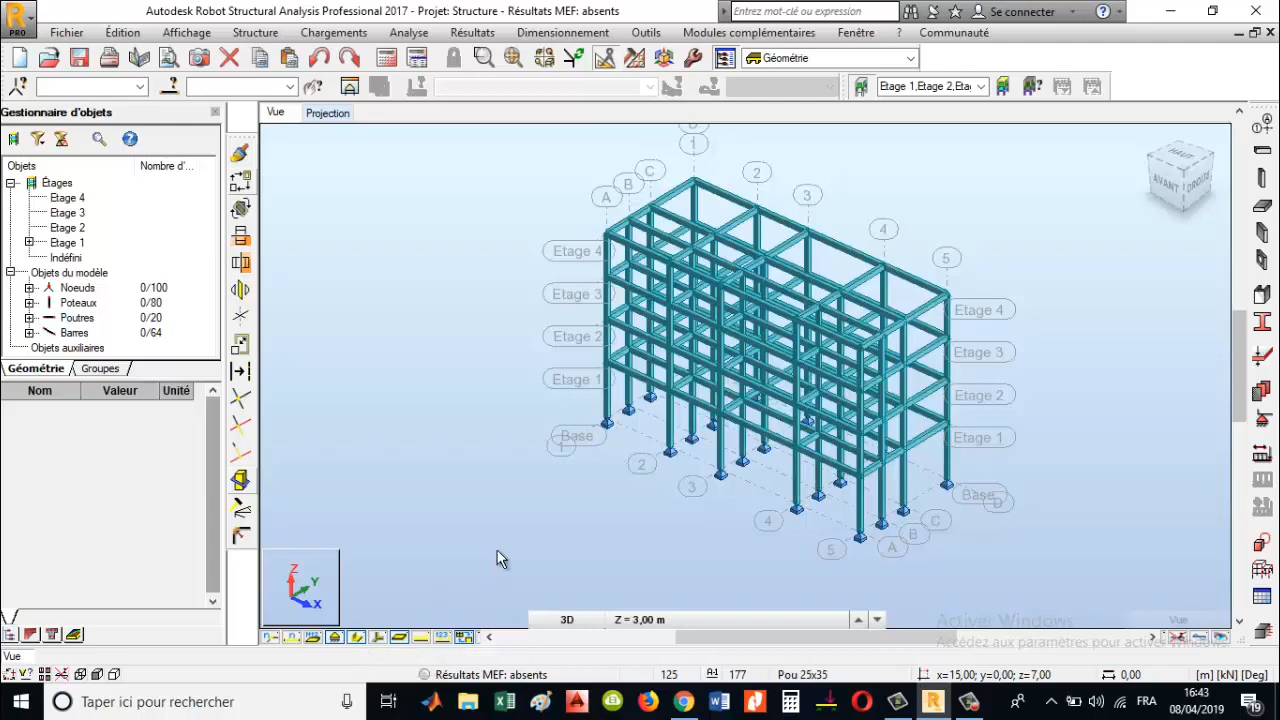 PRO
Autodesk Robot Structural Analysis Professional 2017 - Projet: Structure - Résultats MEF: absents
Entrez mot-clé ou expression
Se connecter
Fichier Édition Affichage Structure Chargements Analyse Résultats Dimensionnement Outils Modules complémentaires Fenêtre ? Communauté
Géométrie
Etage 1,Etage 2,Eta
Gestionnaire d'objets
Vue Projection
Objets Nombre d'...
Étages
Etage 4
Etage 3
Etage 2
Etage 1
Indéfini
Objets du modèle
Noeuds 0/100
Poteaux 0/80
Poutres 0/20
Barres 0/64
Objets auxiliaires
Géométrie Groupes
Nom Valeur Unité
1
2
3
4
5
A
B
C
Etage 4
Etage 3
Etage 2
Etage 1
Base
1
2
3
4
5
A
B
C
D
Base
Etage 4
Etage 3
Etage 2
Etage 1
HAUT
AVANT
DROITE
Z
Y
X
3D Z = 3,00 m
Activer Windows
Accédez aux paramètres pour activer Windows.
Vue
Vue
Résultats MEF: absents 125 177 Pou 25x35 x=15,00; y=0,00; z=7,00 0,00 [m] [kN] [Deg]
Taper ici pour rechercher
FRA
16:43
08/04/2019
19